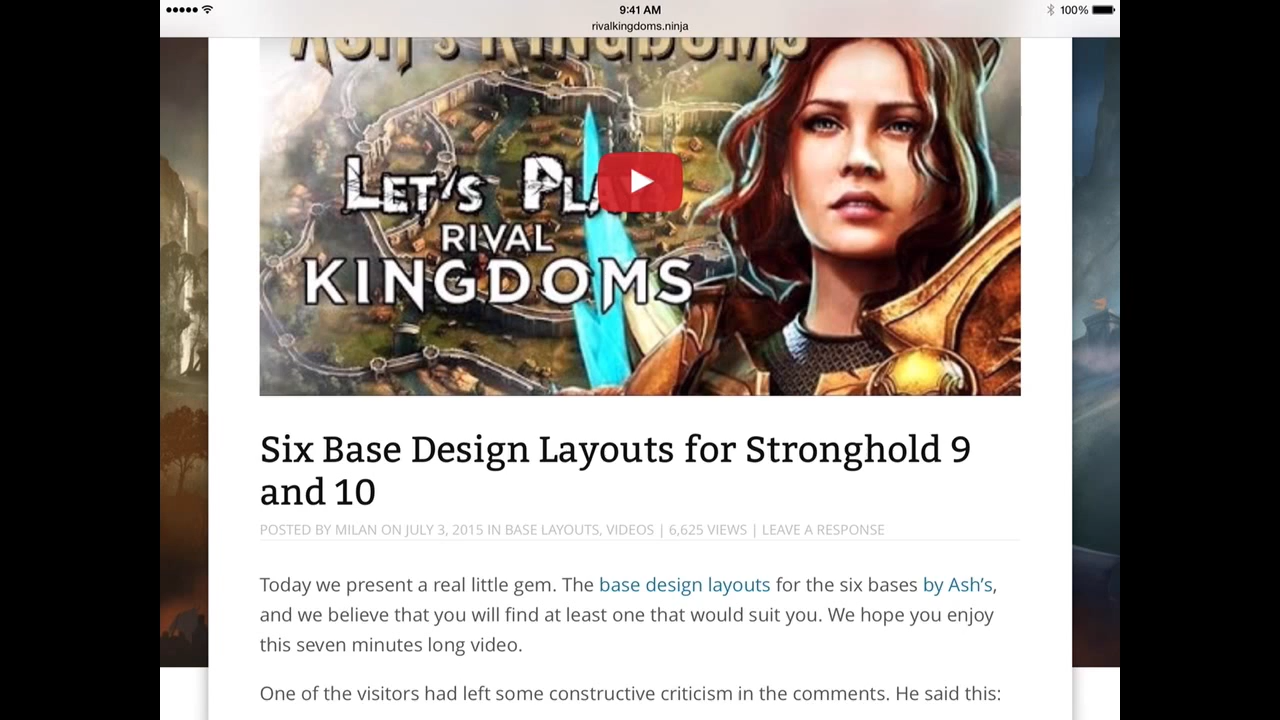 9:41 AM
100%
rivalkingdoms.ninja
ASH'S KINGDOMS
LET'S PLAY
RIVAL
KINGDOMS
Six Base Design Layouts for Stronghold 9
and 10
POSTED BY MILAN ON JULY 3, 2015 IN BASE LAYOUTS, VIDEOS | 6,625 VIEWS | LEAVE A RESPONSE
Today we present a real little gem. The base design layouts for the six bases by Ash's,
and we believe that you will find at least one that would suit you. We hope you enjoy
this seven minutes long video.
One of the visitors had left some constructive criticism in the comments. He said this: